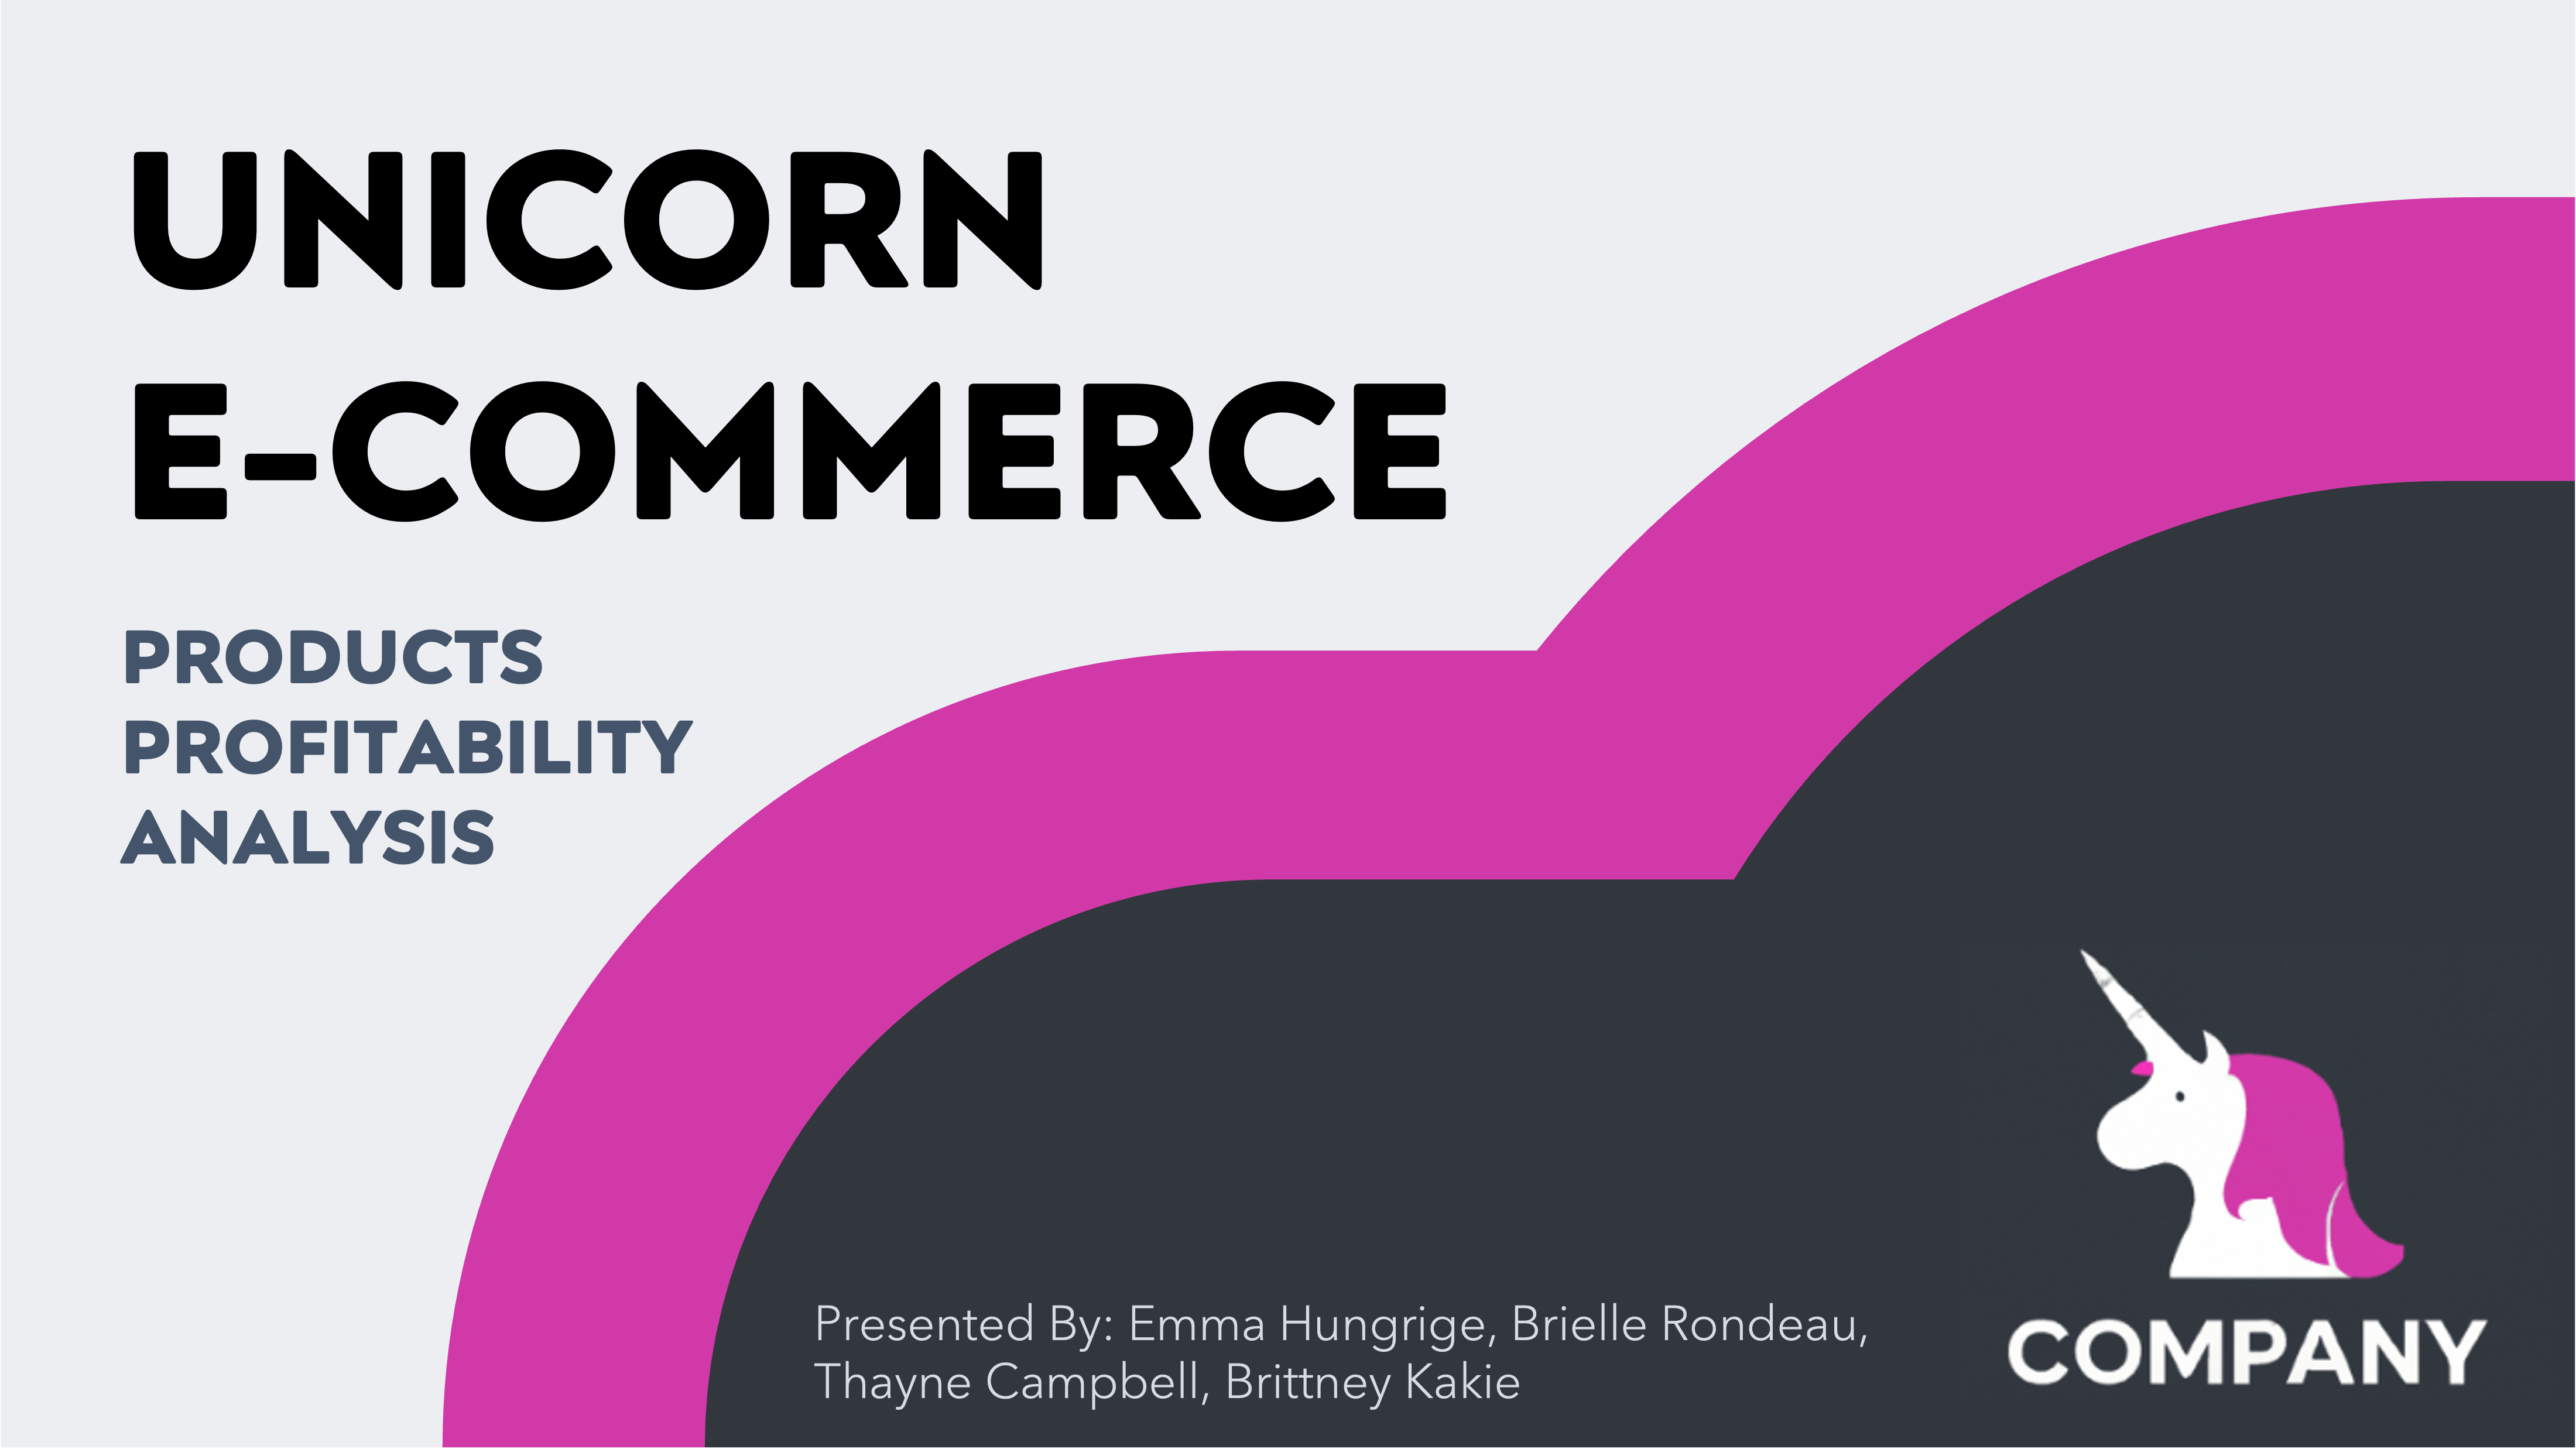 UNICORN
E-COMMERCE
PRODUCTS
PROFITABILITY
ANALYSIS
Presented By: Emma Hungrige, Brielle Rondeau,
Thayne Campbell, Brittney Kakie
COMPANY